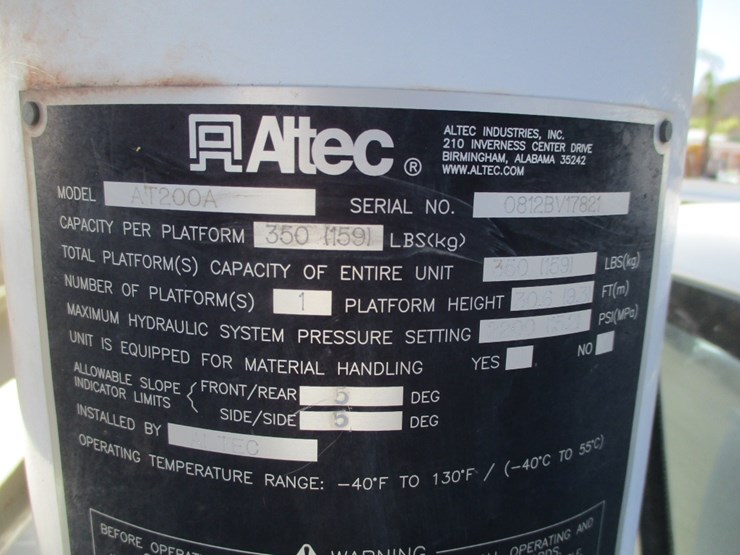 Altec ®
ALTEC INDUSTRIES, INC.
210 INVERNESS CENTER DRIVE
BIRMINGHAM, ALABAMA 35242
WWW.ALTEC.COM
MODEL AT200A SERIAL NO. 0812BV17821
CAPACITY PER PLATFORM 350 (159) LBS(kg)
TOTAL PLATFORM(S) CAPACITY OF ENTIRE UNIT 350 (159) LBS(kg)
NUMBER OF PLATFORM(S) 1 PLATFORM HEIGHT FT(m)
MAXIMUM HYDRAULIC SYSTEM PRESSURE SETTING PSI(MPa)
UNIT IS EQUIPPED FOR MATERIAL HANDLING YES NO
ALLOWABLE SLOPE INDICATOR LIMITS
FRONT/REAR 5 DEG
SIDE/SIDE 5 DEG
INSTALLED BY ALTEC
OPERATING TEMPERATURE RANGE: -40°F TO 130°F / (-40°C TO 55°C)
WARNING
BEFORE OPERATING AND